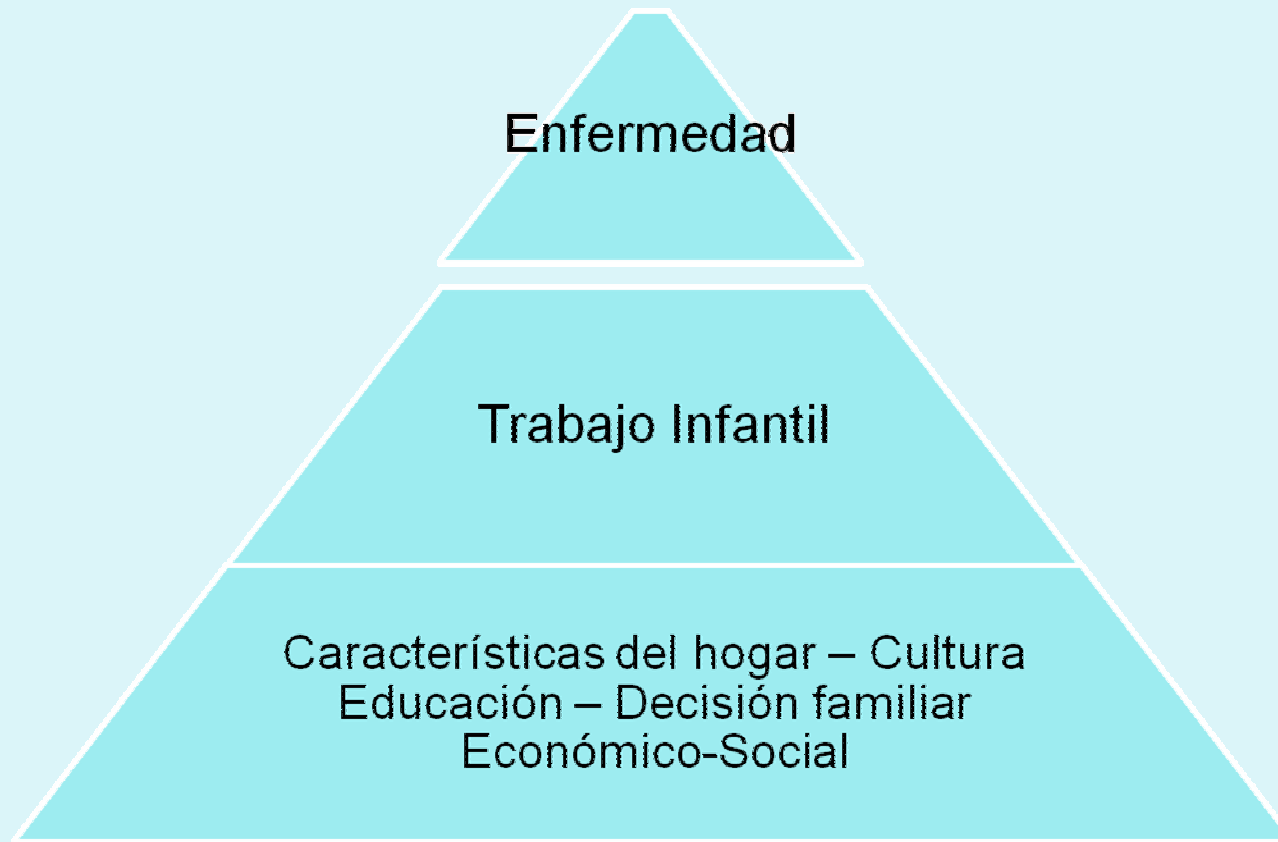 Enfermedad
Trabajo Infantil
Características del hogar – Cultura
Educación – Decisión familiar
Económico-Social